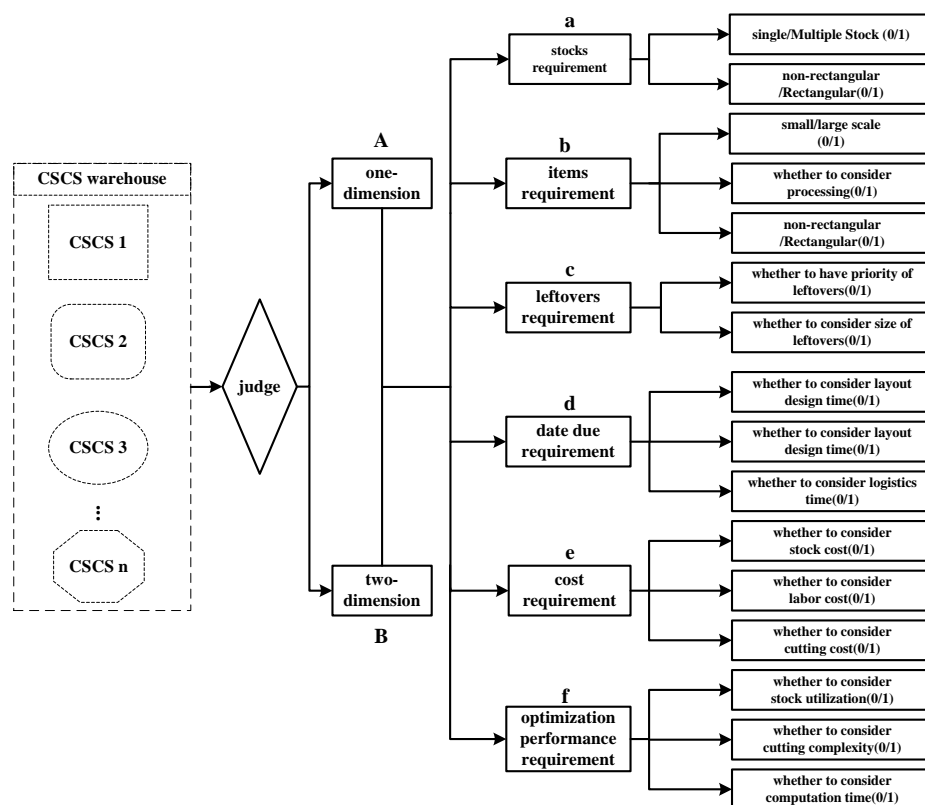 CSCS warehouse
CSCS 1
CSCS 2
CSCS 3
...
CSCS n
judge
A
one-
dimension
two-
dimension
B
a
stocks
requirement
single/Multiple Stock (0/1)
non-rectangular
/Rectangular(0/1)
b
items
requirement
small/large scale
(0/1)
whether to consider
processing(0/1)
non-rectangular
/Rectangular(0/1)
c
leftovers
requirement
whether to have priority of
leftovers(0/1)
whether to consider size of
leftovers(0/1)
d
date due
requirement
whether to consider layout
design time(0/1)
whether to consider layout
design time(0/1)
whether to consider logistics
time(0/1)
e
cost
requirement
whether to consider
stock cost(0/1)
whether to consider
labor cost(0/1)
whether to consider
cutting cost(0/1)
f
optimization
performance
requirement
whether to consider
stock utilization(0/1)
whether to consider
cutting complexity(0/1)
whether to consider
computation time(0/1)